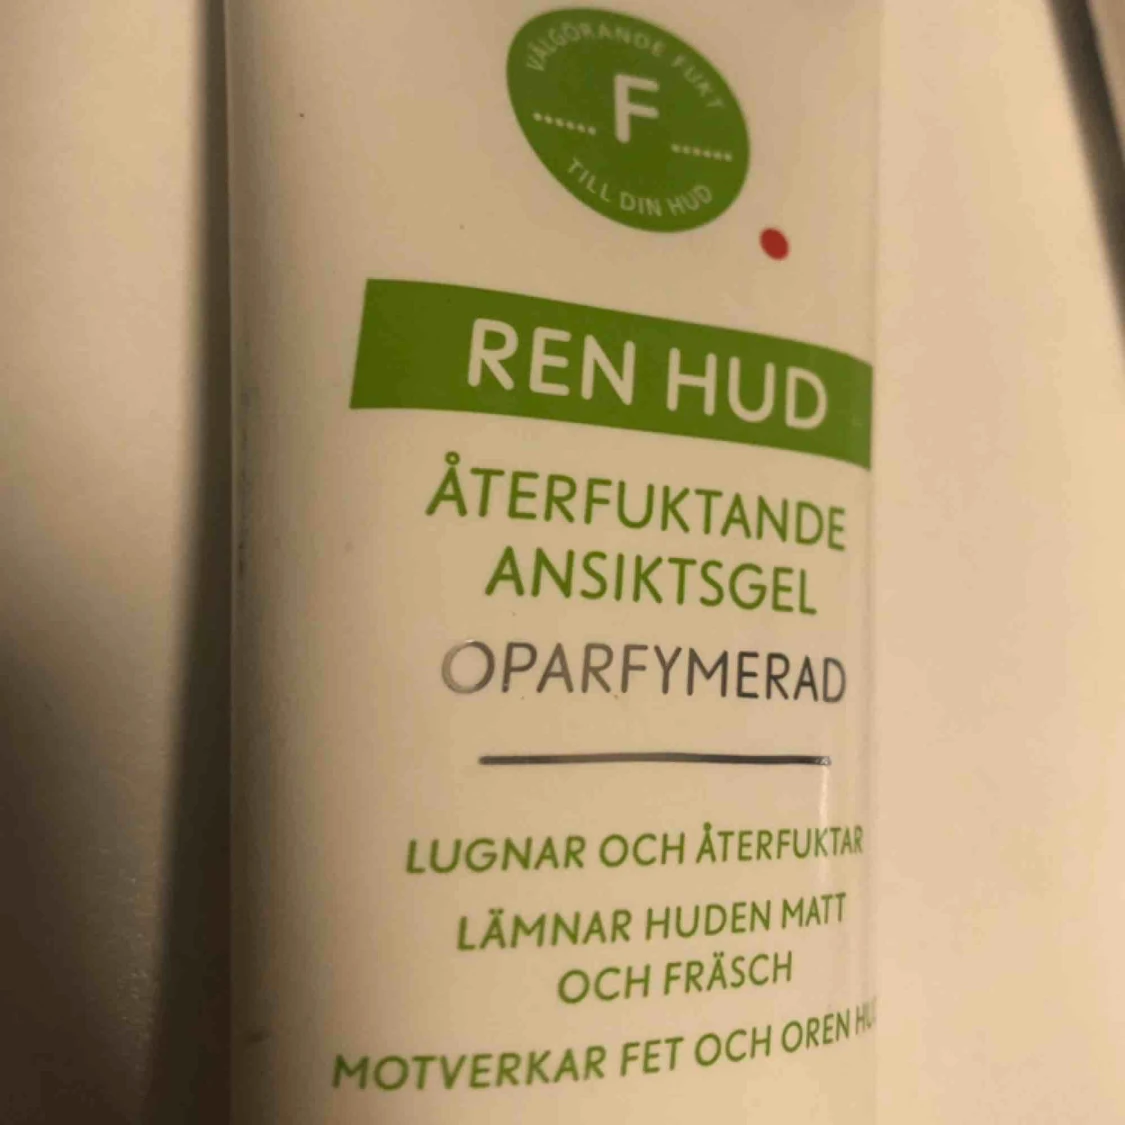 VÄLGÖRANDE FUKT
F
TILL DIN HUD
REN HUD
ÅTERFUKTANDE
ANSIKTSGEL
OPARFYMERAD
LUGNAR OCH ÅTERFUKTAR
LÄMNAR HUDEN MATT
OCH FRÄSCH
MOTVERKAR FET OCH OREN